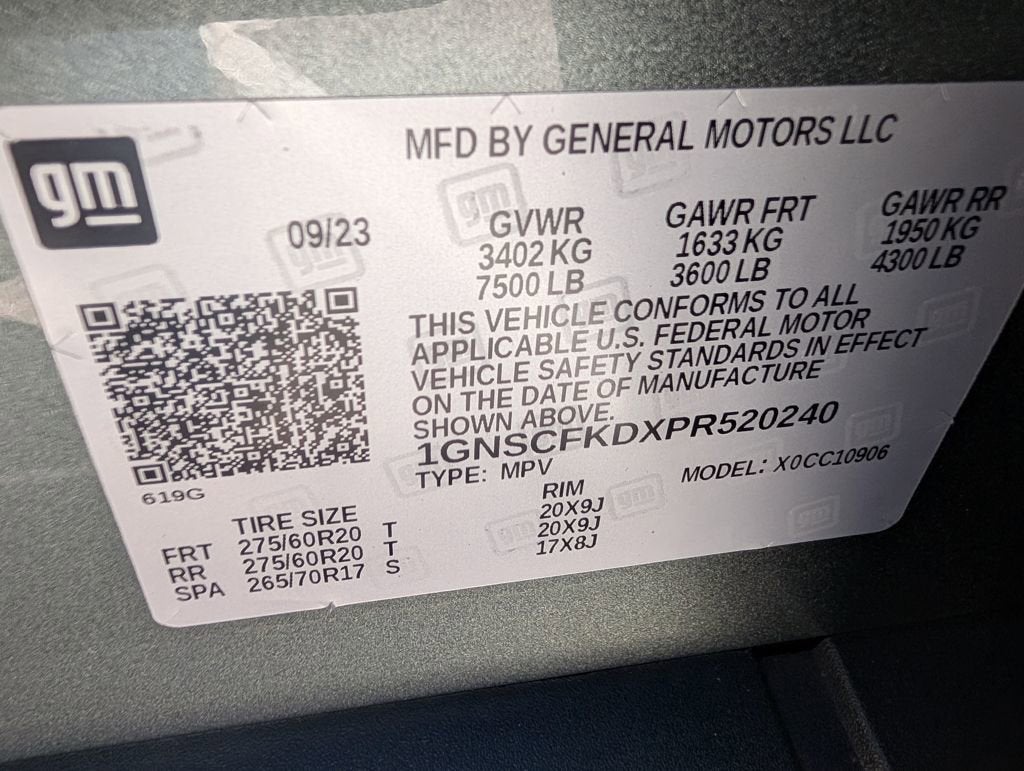 gm
MFD BY GENERAL MOTORS LLC
09/23
GVWR GAWR FRT GAWR RR
3402 KG 1633 KG 1950 KG
7500 LB 3600 LB 4300 LB
THIS VEHICLE CONFORMS TO ALL
APPLICABLE U.S. FEDERAL MOTOR
VEHICLE SAFETY STANDARDS IN EFFECT
ON THE DATE OF MANUFACTURE
SHOWN ABOVE.
1GNSCFKDXPR520240
TYPE: MPV MODEL: X0CC10906
619G
TIRE SIZE RIM
FRT 275/60R20 T 20X9J
RR 275/60R20 T 20X9J
SPA 265/70R17 S 17X8J